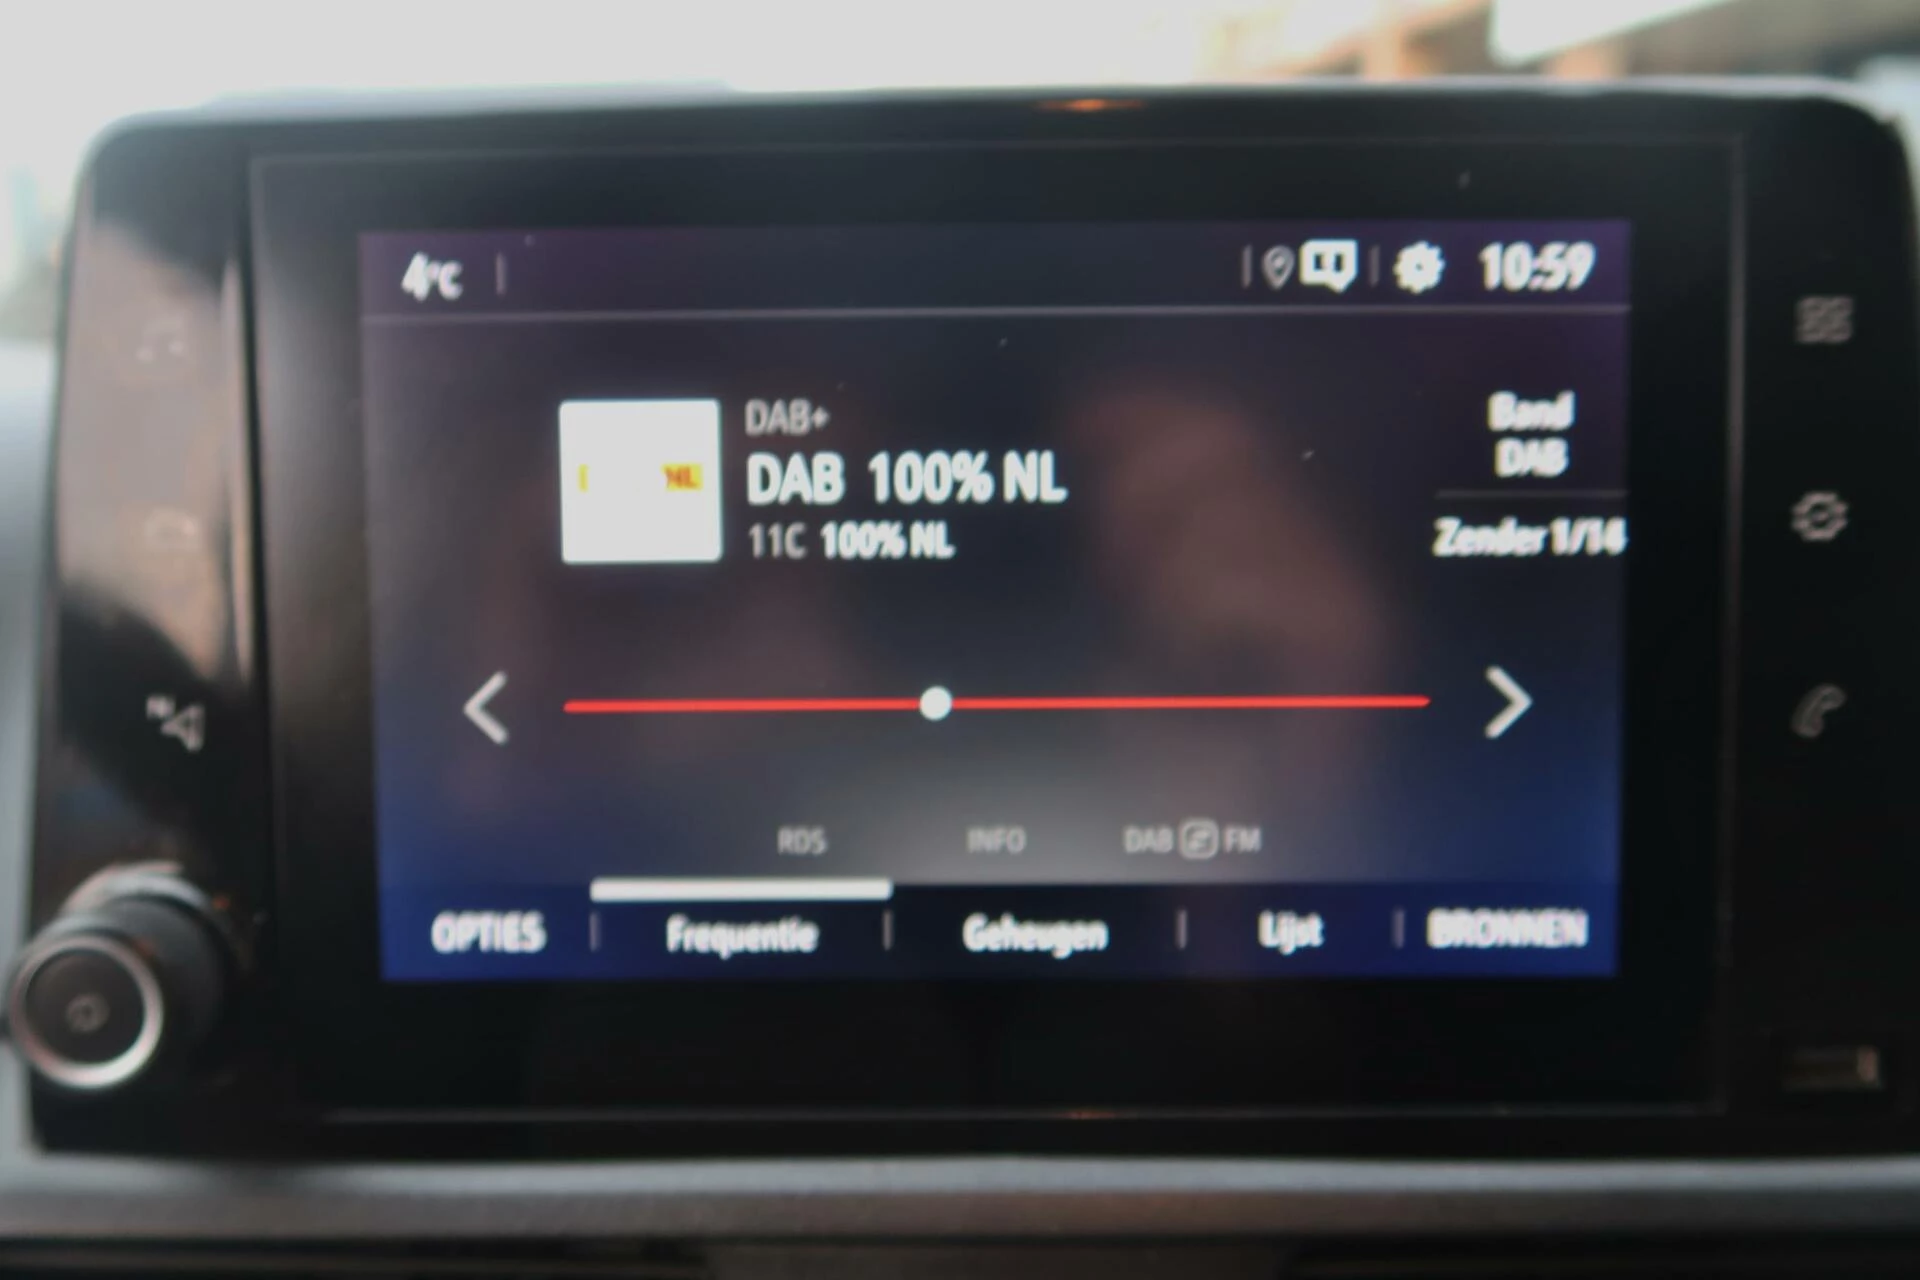 4°C
10:59
DAB+
DAB 100% NL
11C 100% NL
NL
Band
DAB
Zender 1/14
RDS INFO DAB FM
OPTIES Frequentie Geheugen Lijst BRONNEN